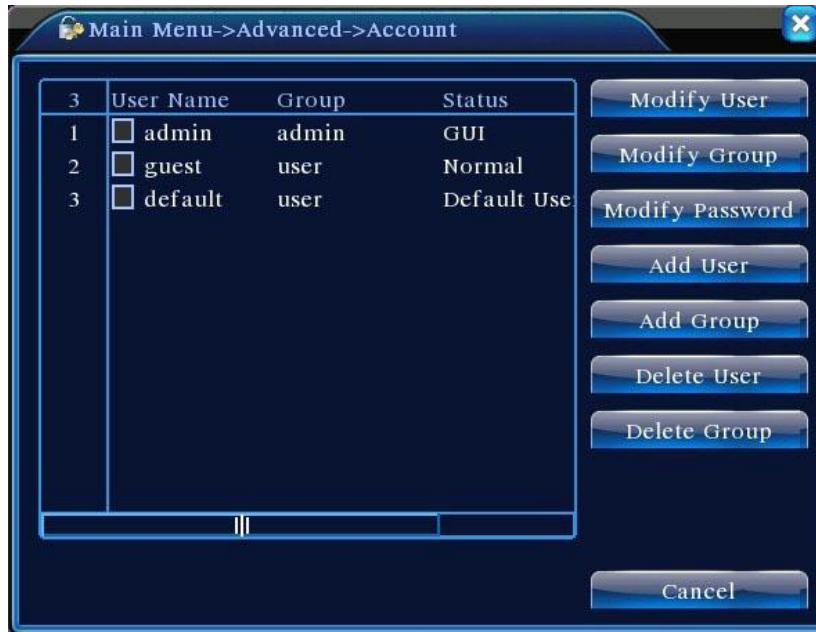 Main Menu->Advanced->Account
3 User Name Group Status
1 admin admin GUI
2 guest user Normal
3 default user Default Use
Modify User
Modify Group
Modify Password
Add User
Add Group
Delete User
Delete Group
Cancel